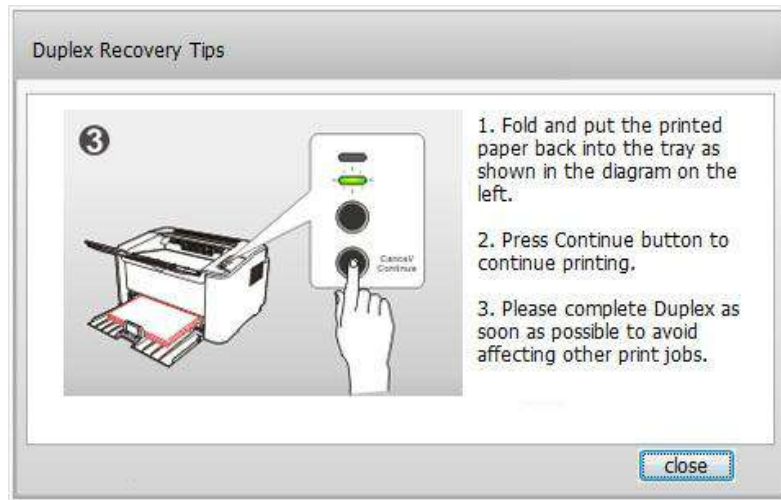 Duplex Recovery Tips
3
1. Fold and put the printed
paper back into the tray as
shown in the diagram on the
left.
2. Press Continue button to
continue printing.
3. Please complete Duplex as
soon as possible to avoid
affecting other print jobs.
Cancel/
Continue
close